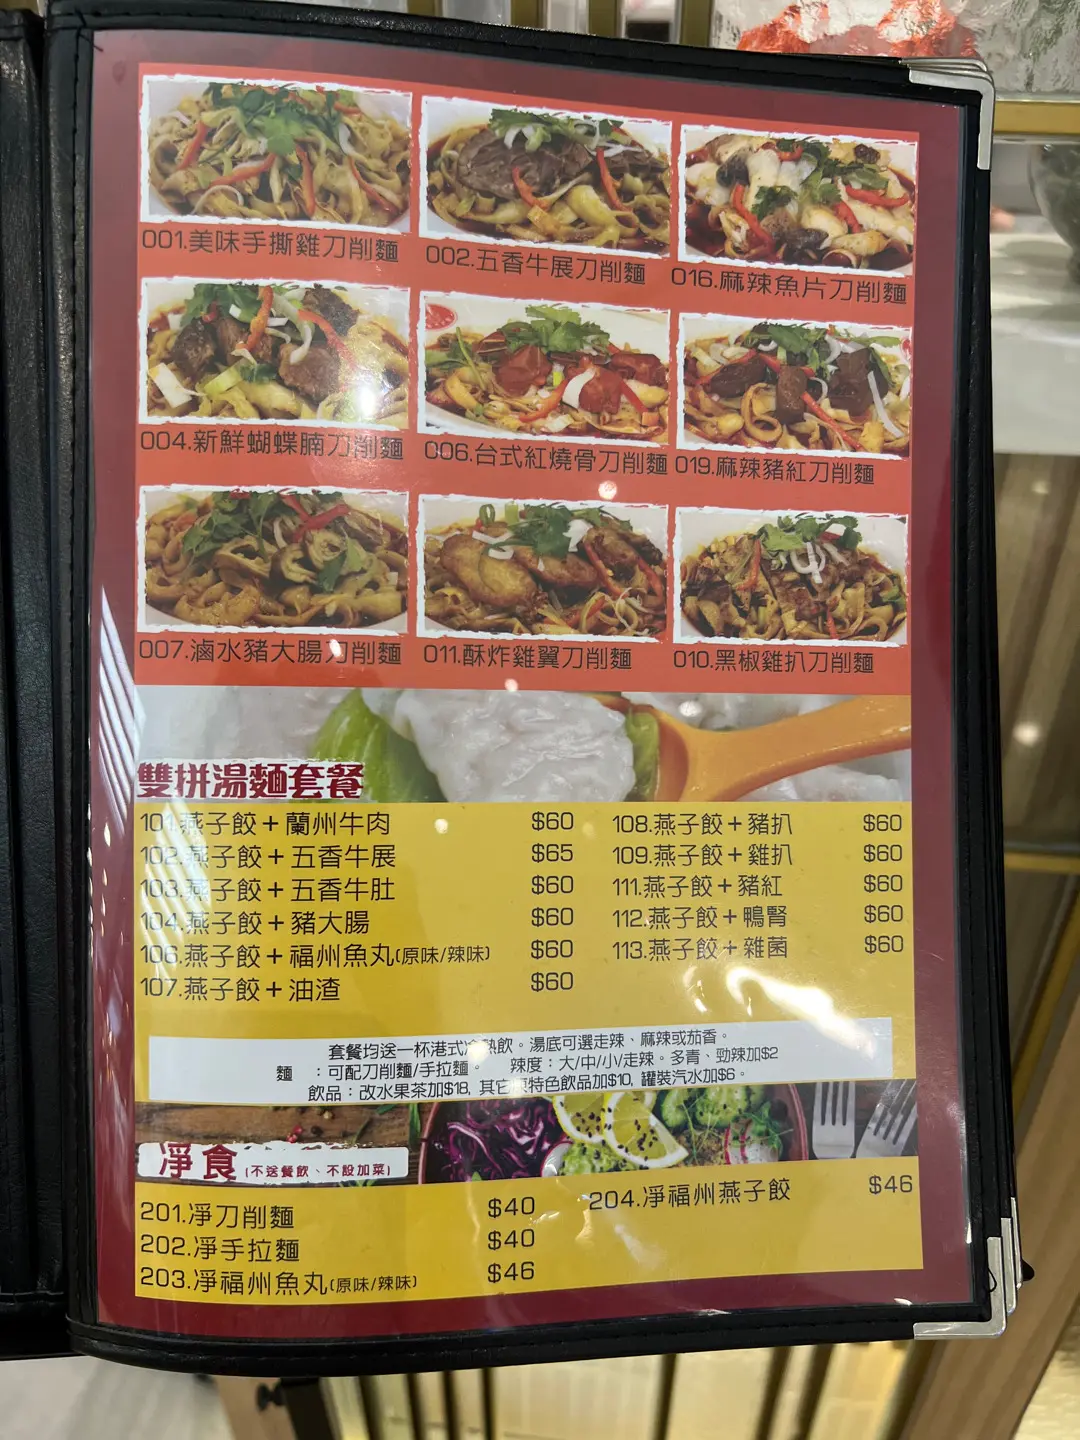 001.美味手撕雞刀削麵
002.五香牛展刀削麵
016.麻辣魚片刀削麵
004.新鮮蝴蝶腩刀削麵
006.台式紅燒骨刀削麵
019.麻辣豬紅刀削麵
007.滷水豬大腸刀削麵
011.酥炸雞翼刀削麵
010.黑椒雞扒刀削麵
雙拼湯麵套餐
101.燕子餃+蘭州牛肉 $60
102.燕子餃+五香牛展 $65
103.燕子餃+五香牛肚 $60
104.燕子餃+豬大腸 $60
106.燕子餃+福州魚丸(原味/辣味) $60
107.燕子餃+油渣 $60
108.燕子餃+豬扒 $60
109.燕子餃+雞扒 $60
111.燕子餃+豬紅 $60
112.燕子餃+鴨腎 $60
113.燕子餃+雜菌 $60
套餐均送一杯港式冷熱飲。湯底可選走辣、麻辣或茄香。
麵 :可配刀削麵/手拉麵。 辣度:大/中/小/走辣。多青、勁辣加$2
飲品:改水果茶加$18, 其它特色飲品加$10, 罐裝汽水加$6。
凈食(不送餐飲、不設加菜)
201.凈刀削麵 $40
202.凈手拉麵 $40
203.凈福州魚丸(原味/辣味) $46
204.凈福州燕子餃 $46